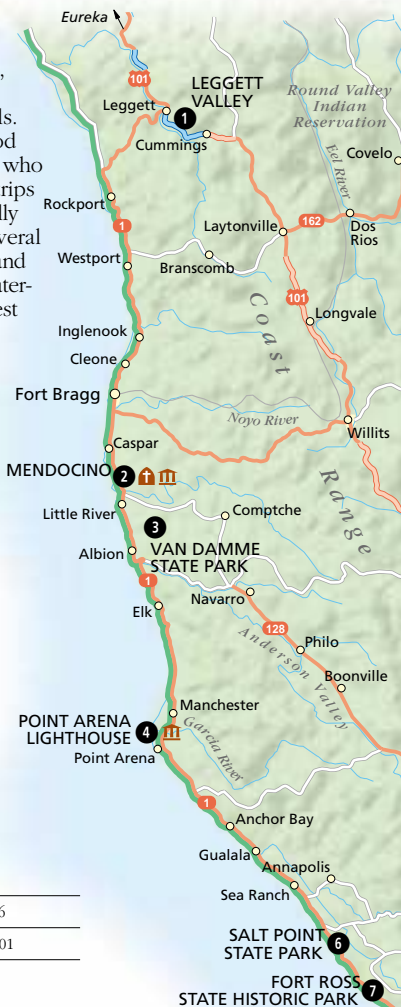 Eureka
101
LEGGETT
VALLEY
Leggett
1
Cummings
Round Valley
Indian
Reservation
Covelo
Eel River
Rockport
1
Laytonville
162
Dos
Rios
Westport
Branscomb
101
Longvale
Inglenook
Cleone
Coast
Range
Fort Bragg
Noyo River
Willits
Caspar
MENDOCINO
2
Little River
Comptche
3
VAN DAMME
STATE PARK
Albion
1
Navarro
Elk
128
Philo
Anderson Valley
Boonville
Manchester
POINT ARENA
LIGHTHOUSE
4
Garcia River
Point Arena
1
Anchor Bay
Gualala
Annapolis
Sea Ranch
SALT POINT
STATE PARK
6
FORT ROSS
STATE HISTORIC PARK
7
who
and
6
01